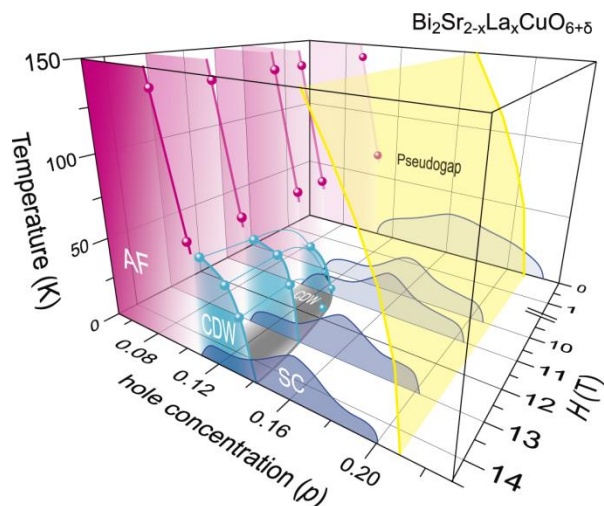 Bi₂Sr₂₋ₓLaₓCuO₆₊δ
150
100
50
0
Temperature (K)
Pseudogap
AF
CDW
CDW
SC
0.08
0.12
0.16
0.20
hole concentration (p)
0
1
10
11
12
13
14
H (T)